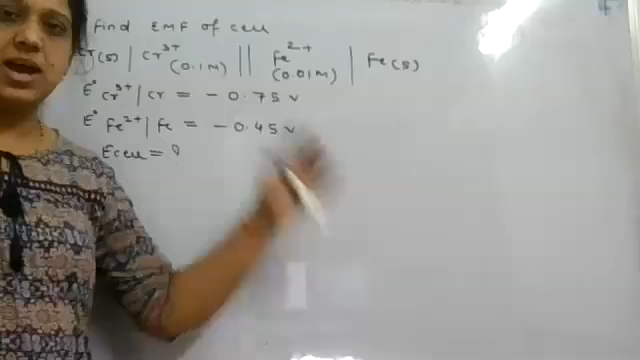 Find EMF of cell
Cr(s) | Cr³⁺ (0.1M) || Fe²⁺ (0.01M) | Fe(s)
E° Cr³⁺ | Cr = - 0.75 V
E° Fe²⁺ | Fe = - 0.45 V
Ecell = ?